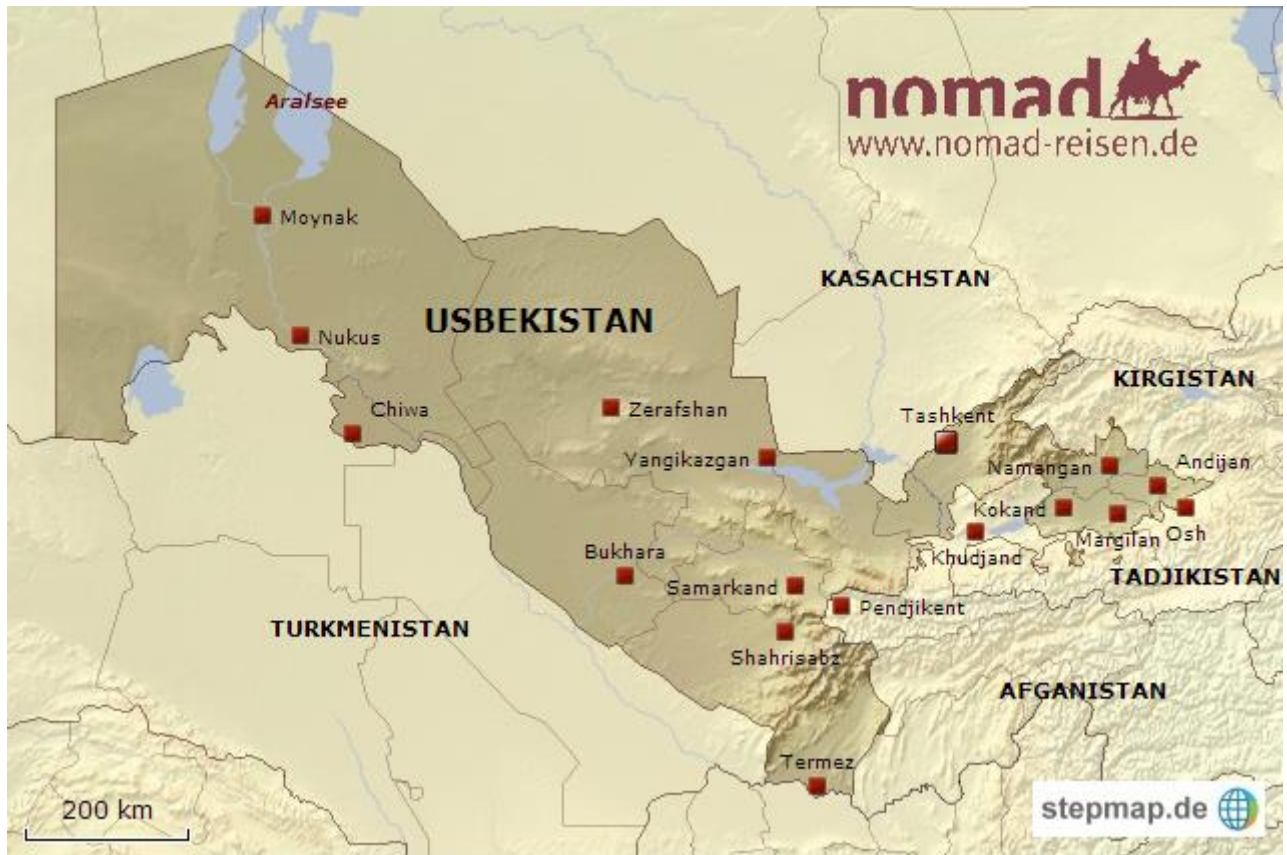 nomad
www.nomad-reisen.de
Aralsee
Moynak
KASACHSTAN
USBEKISTAN
Nukus
KIRGISTAN
Chiwa
Zerafshan
Tashkent
Yangikazgan
Namangan
Andijan
Kokand
Margilan
Osh
Khudjand
Bukhara
TADJIKISTAN
Samarkand
Pendjikent
TURKMENISTAN
Shahrisabz
AFGANISTAN
Termez
200 km
stepmap.de